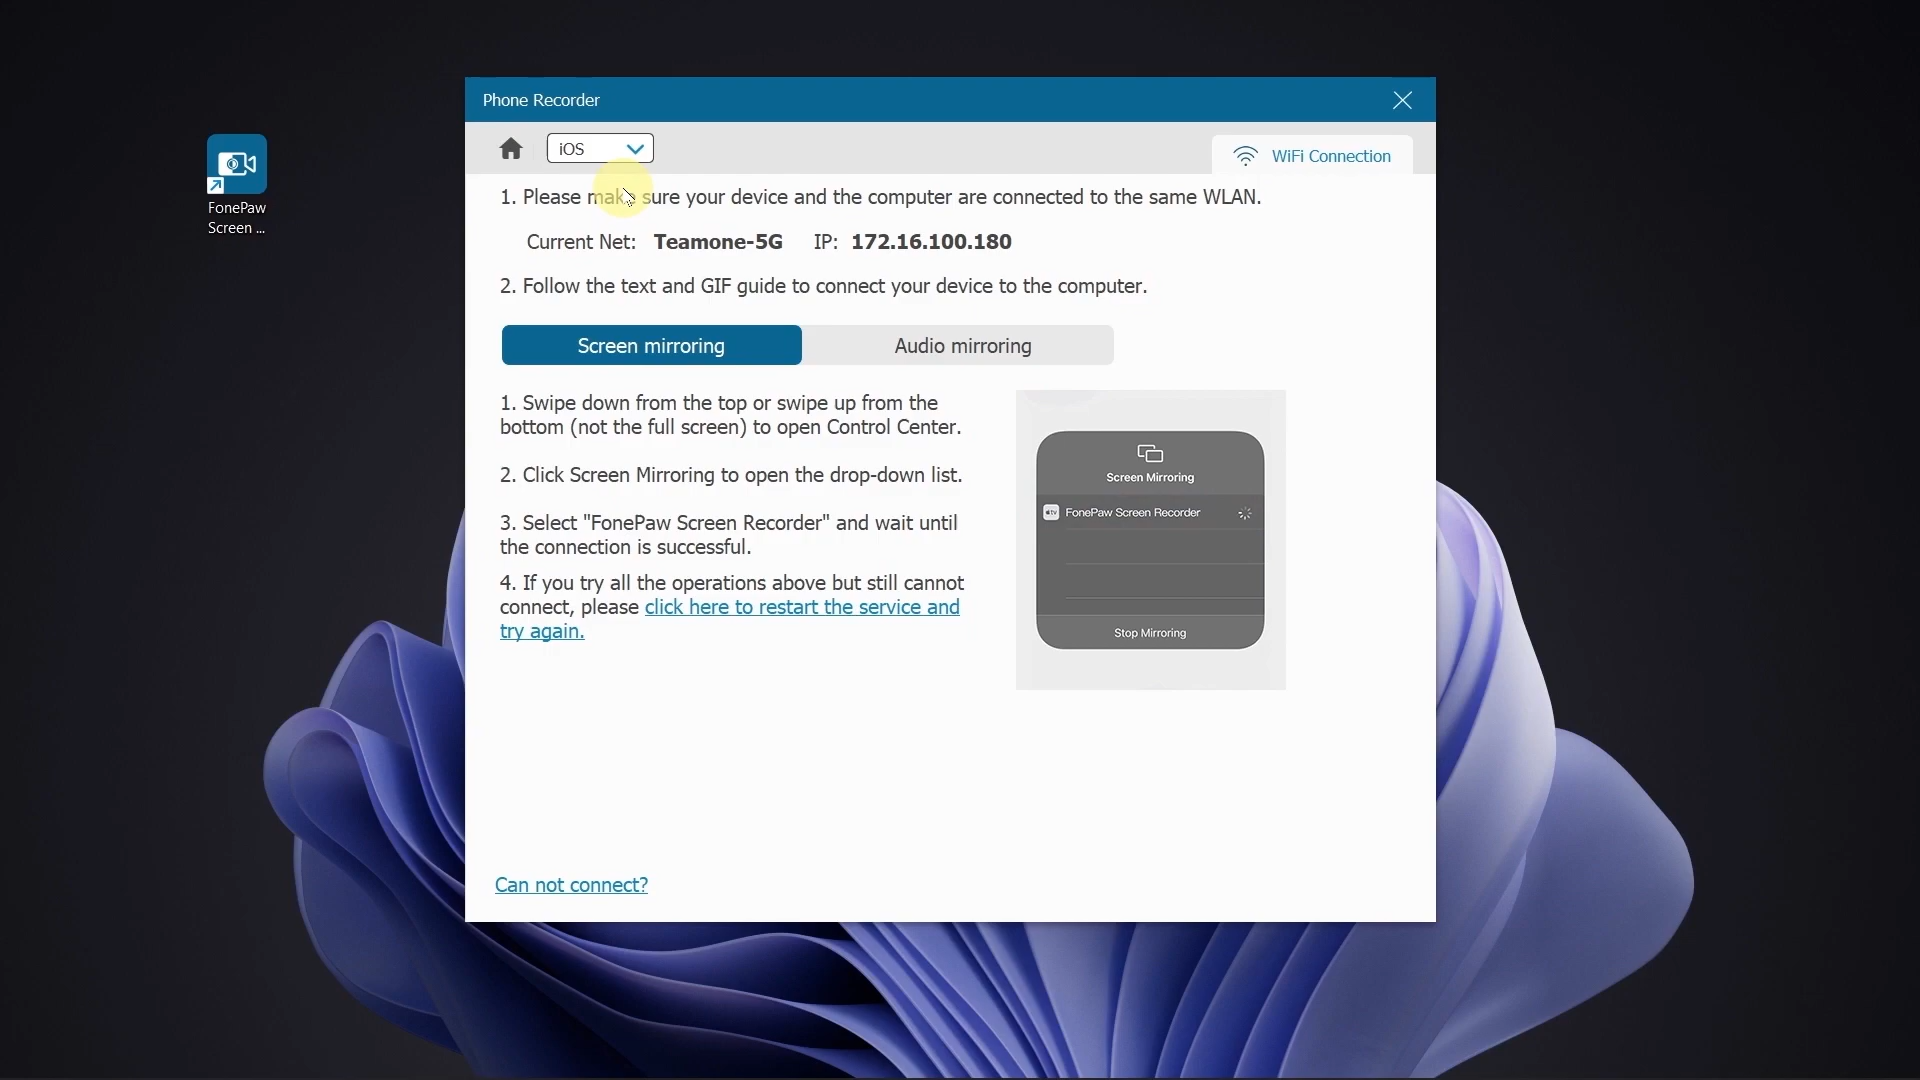 Phone Recorder
iOS
WiFi Connection
FonePaw
Screen ...
1. Please make sure your device and the computer are connected to the same WLAN.
Current Net: Teamone-5G IP: 172.16.100.180
2. Follow the text and GIF guide to connect your device to the computer.
Screen mirroring
Audio mirroring
1. Swipe down from the top or swipe up from the
bottom (not the full screen) to open Control Center.
2. Click Screen Mirroring to open the drop-down list.
3. Select "FonePaw Screen Recorder" and wait until
the connection is successful.
4. If you try all the operations above but still cannot
connect, please click here to restart the service and
try again.
Screen Mirroring
tv FonePaw Screen Recorder
Stop Mirroring
Can not connect?